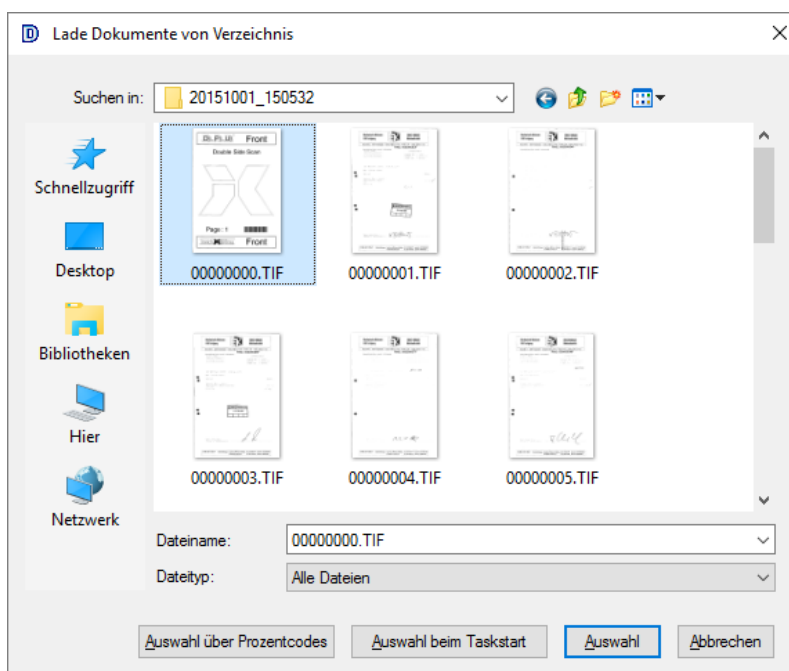 D Lade Dokumente von Verzeichnis
Suchen in: 20151001_150532
Schnellzugriff
Desktop
Bibliotheken
Hier
Netzwerk
Front
Double Side Scan
Page : 1
Front
00000000.TIF 00000001.TIF 00000002.TIF
00000003.TIF 00000004.TIF 00000005.TIF
Dateiname: 00000000.TIF
Dateityp: Alle Dateien
Auswahl über Prozentcodes Auswahl beim Taskstart Auswahl Abbrechen